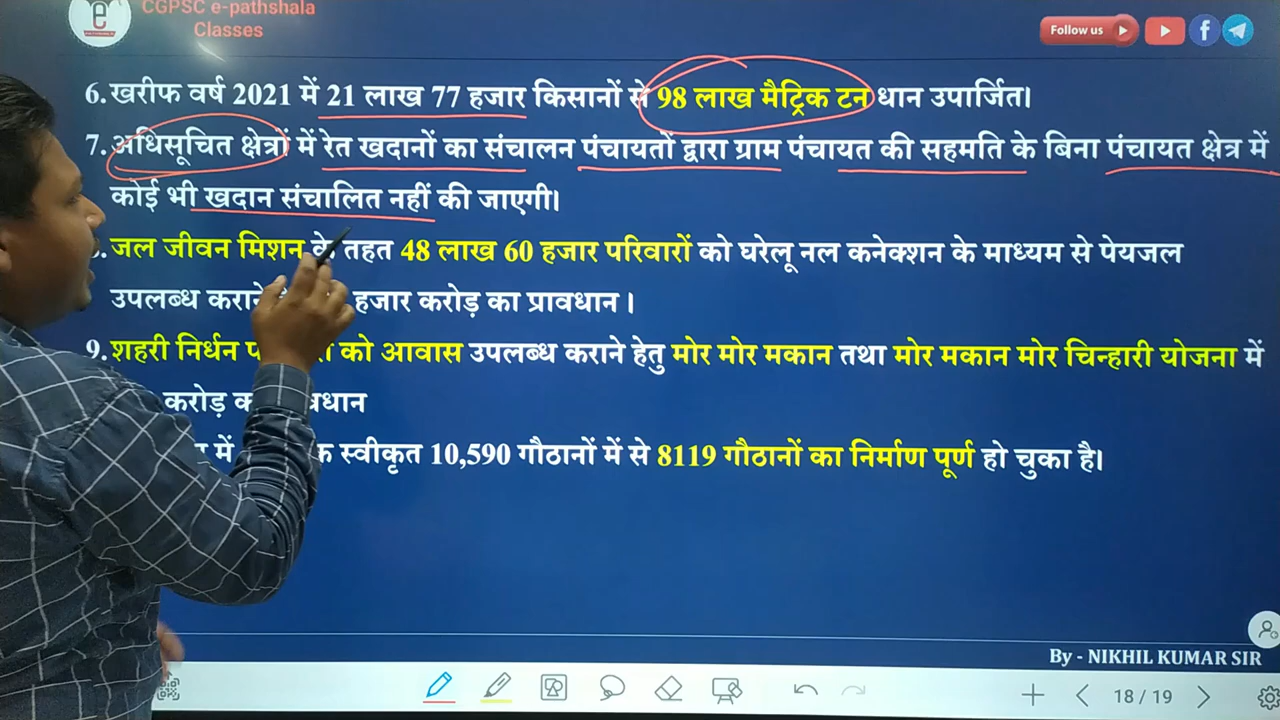 e
CGPSC e-pathshala
Classes
Follow us
6. खरीफ वर्ष 2021 में 21 लाख 77 हजार किसानों से 98 लाख मैट्रिक टन धान उपार्जित।
7. अधिसूचित क्षेत्रों में रेत खदानों का संचालन पंचायतों द्वारा ग्राम पंचायत की सहमति के बिना पंचायत क्षेत्र में
कोई भी खदान संचालित नहीं की जाएगी।
जल जीवन मिशन के तहत 48 लाख 60 हजार परिवारों को घरेलू नल कनेक्शन के माध्यम से पेयजल
उपलब्ध कराने हजार करोड़ का प्रावधान।
9. शहरी निर्धन को आवास उपलब्ध कराने हेतु मोर मोर मकान तथा मोर मकान मोर चिन्हारी योजना में
करोड़
में स्वीकृत 10,590 गौठानों में से 8119 गौठानों का निर्माण पूर्ण हो चुका है।
By - NIKHIL KUMAR SIR
18 / 19